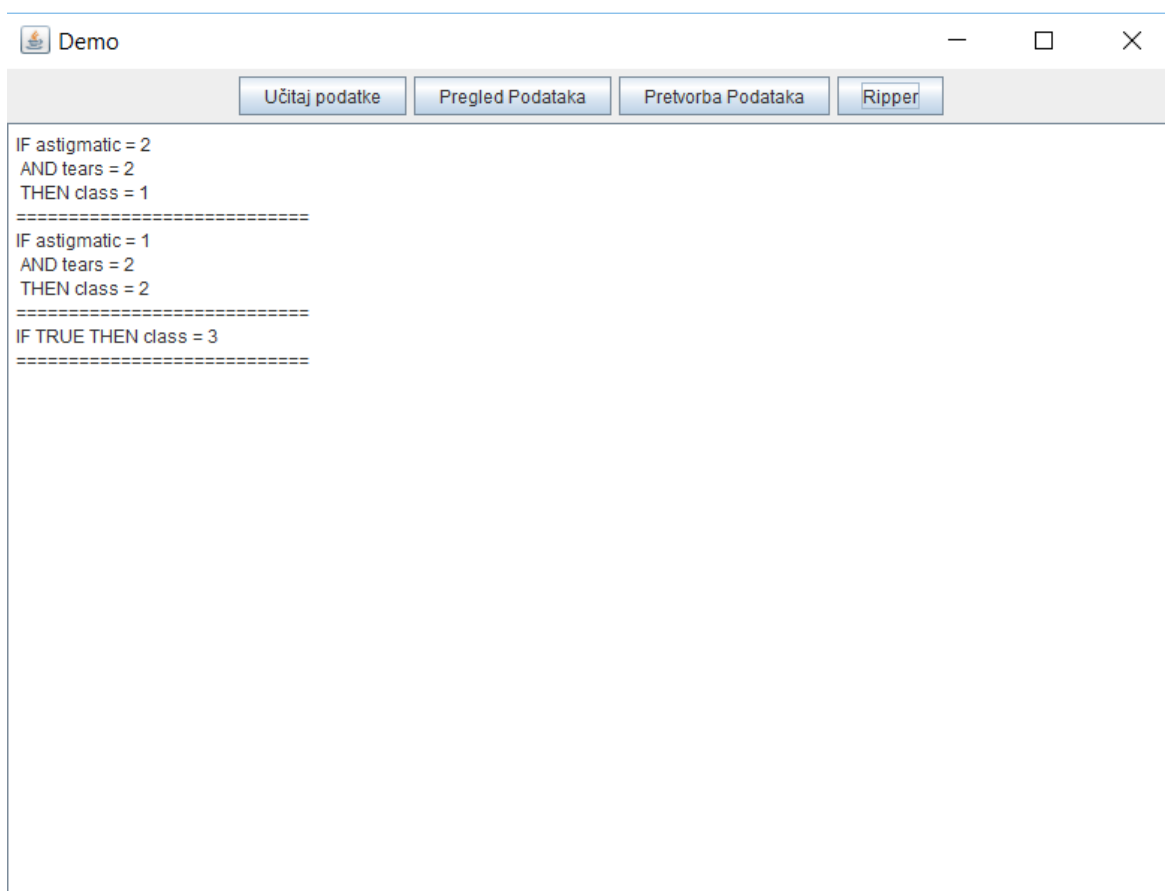 Demo
Učitaj podatke Pregled Podataka Pretvorba Podataka Ripper
IF astigmatic = 2
AND tears = 2
THEN class = 1
============================
IF astigmatic = 1
AND tears = 2
THEN class = 2
============================
IF TRUE THEN class = 3
============================